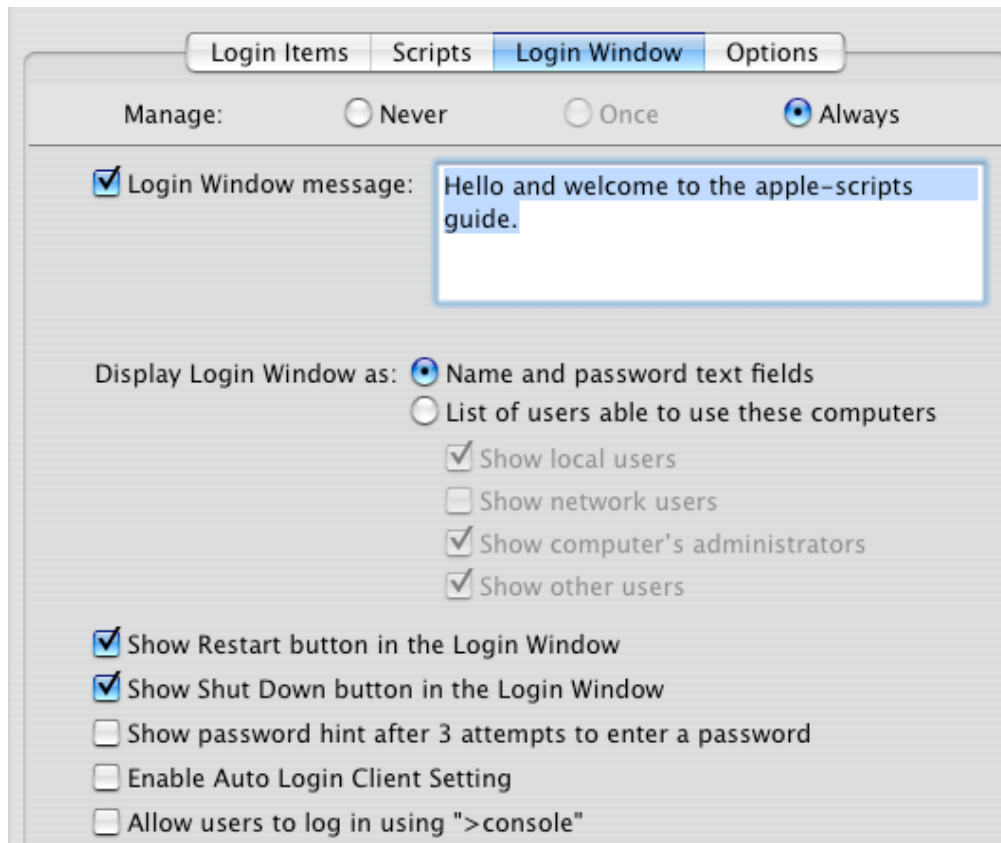 Login Items Scripts Login Window Options
Manage: Never Once Always
Login Window message: Hello and welcome to the apple-scripts
guide.
Display Login Window as: Name and password text fields
List of users able to use these computers
Show local users
Show network users
Show computer's administrators
Show other users
Show Restart button in the Login Window
Show Shut Down button in the Login Window
Show password hint after 3 attempts to enter a password
Enable Auto Login Client Setting
Allow users to log in using ">console"